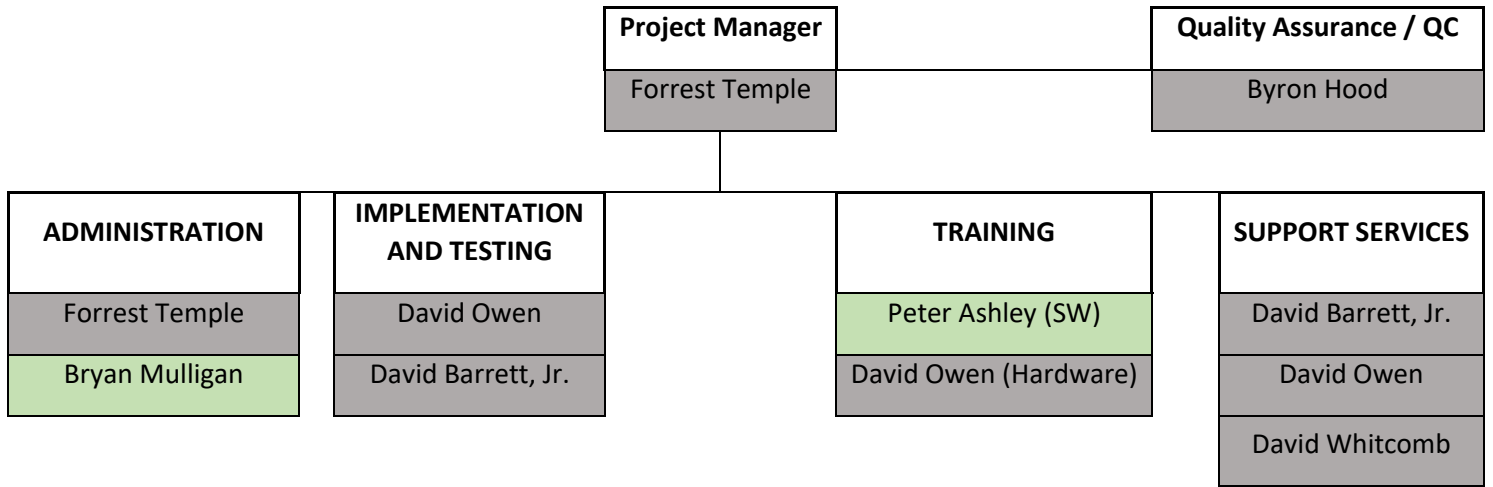 Project Manager
Quality Assurance / QC
Forrest Temple
Byron Hood
ADMINISTRATION
Forrest Temple
Bryan Mulligan
IMPLEMENTATION
AND TESTING
David Owen
David Barrett, Jr.
TRAINING
Peter Ashley (SW)
David Owen (Hardware)
SUPPORT SERVICES
David Barrett, Jr.
David Owen
David Whitcomb